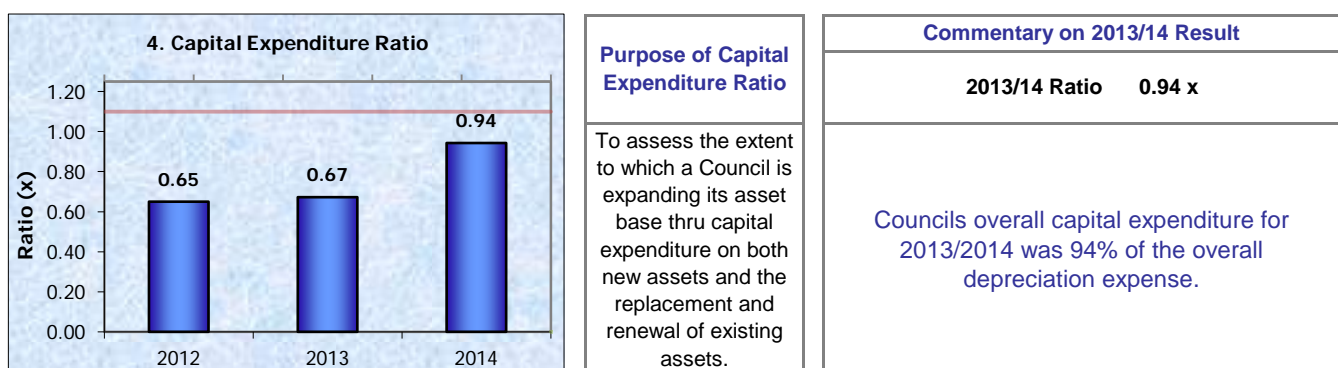 4. Capital Expenditure Ratio
Ratio (x)
1.20
1.00
0.80
0.60
0.40
0.20
0.00
0.65
0.67
0.94
2012
2013
2014
Purpose of Capital
Expenditure Ratio
To assess the extent
to which a Council is
expanding its asset
base thru capital
expenditure on both
new assets and the
replacement and
renewal of existing
assets.
Commentary on 2013/14 Result
2013/14 Ratio 0.94 x
Councils overall capital expenditure for
2013/2014 was 94% of the overall
depreciation expense.